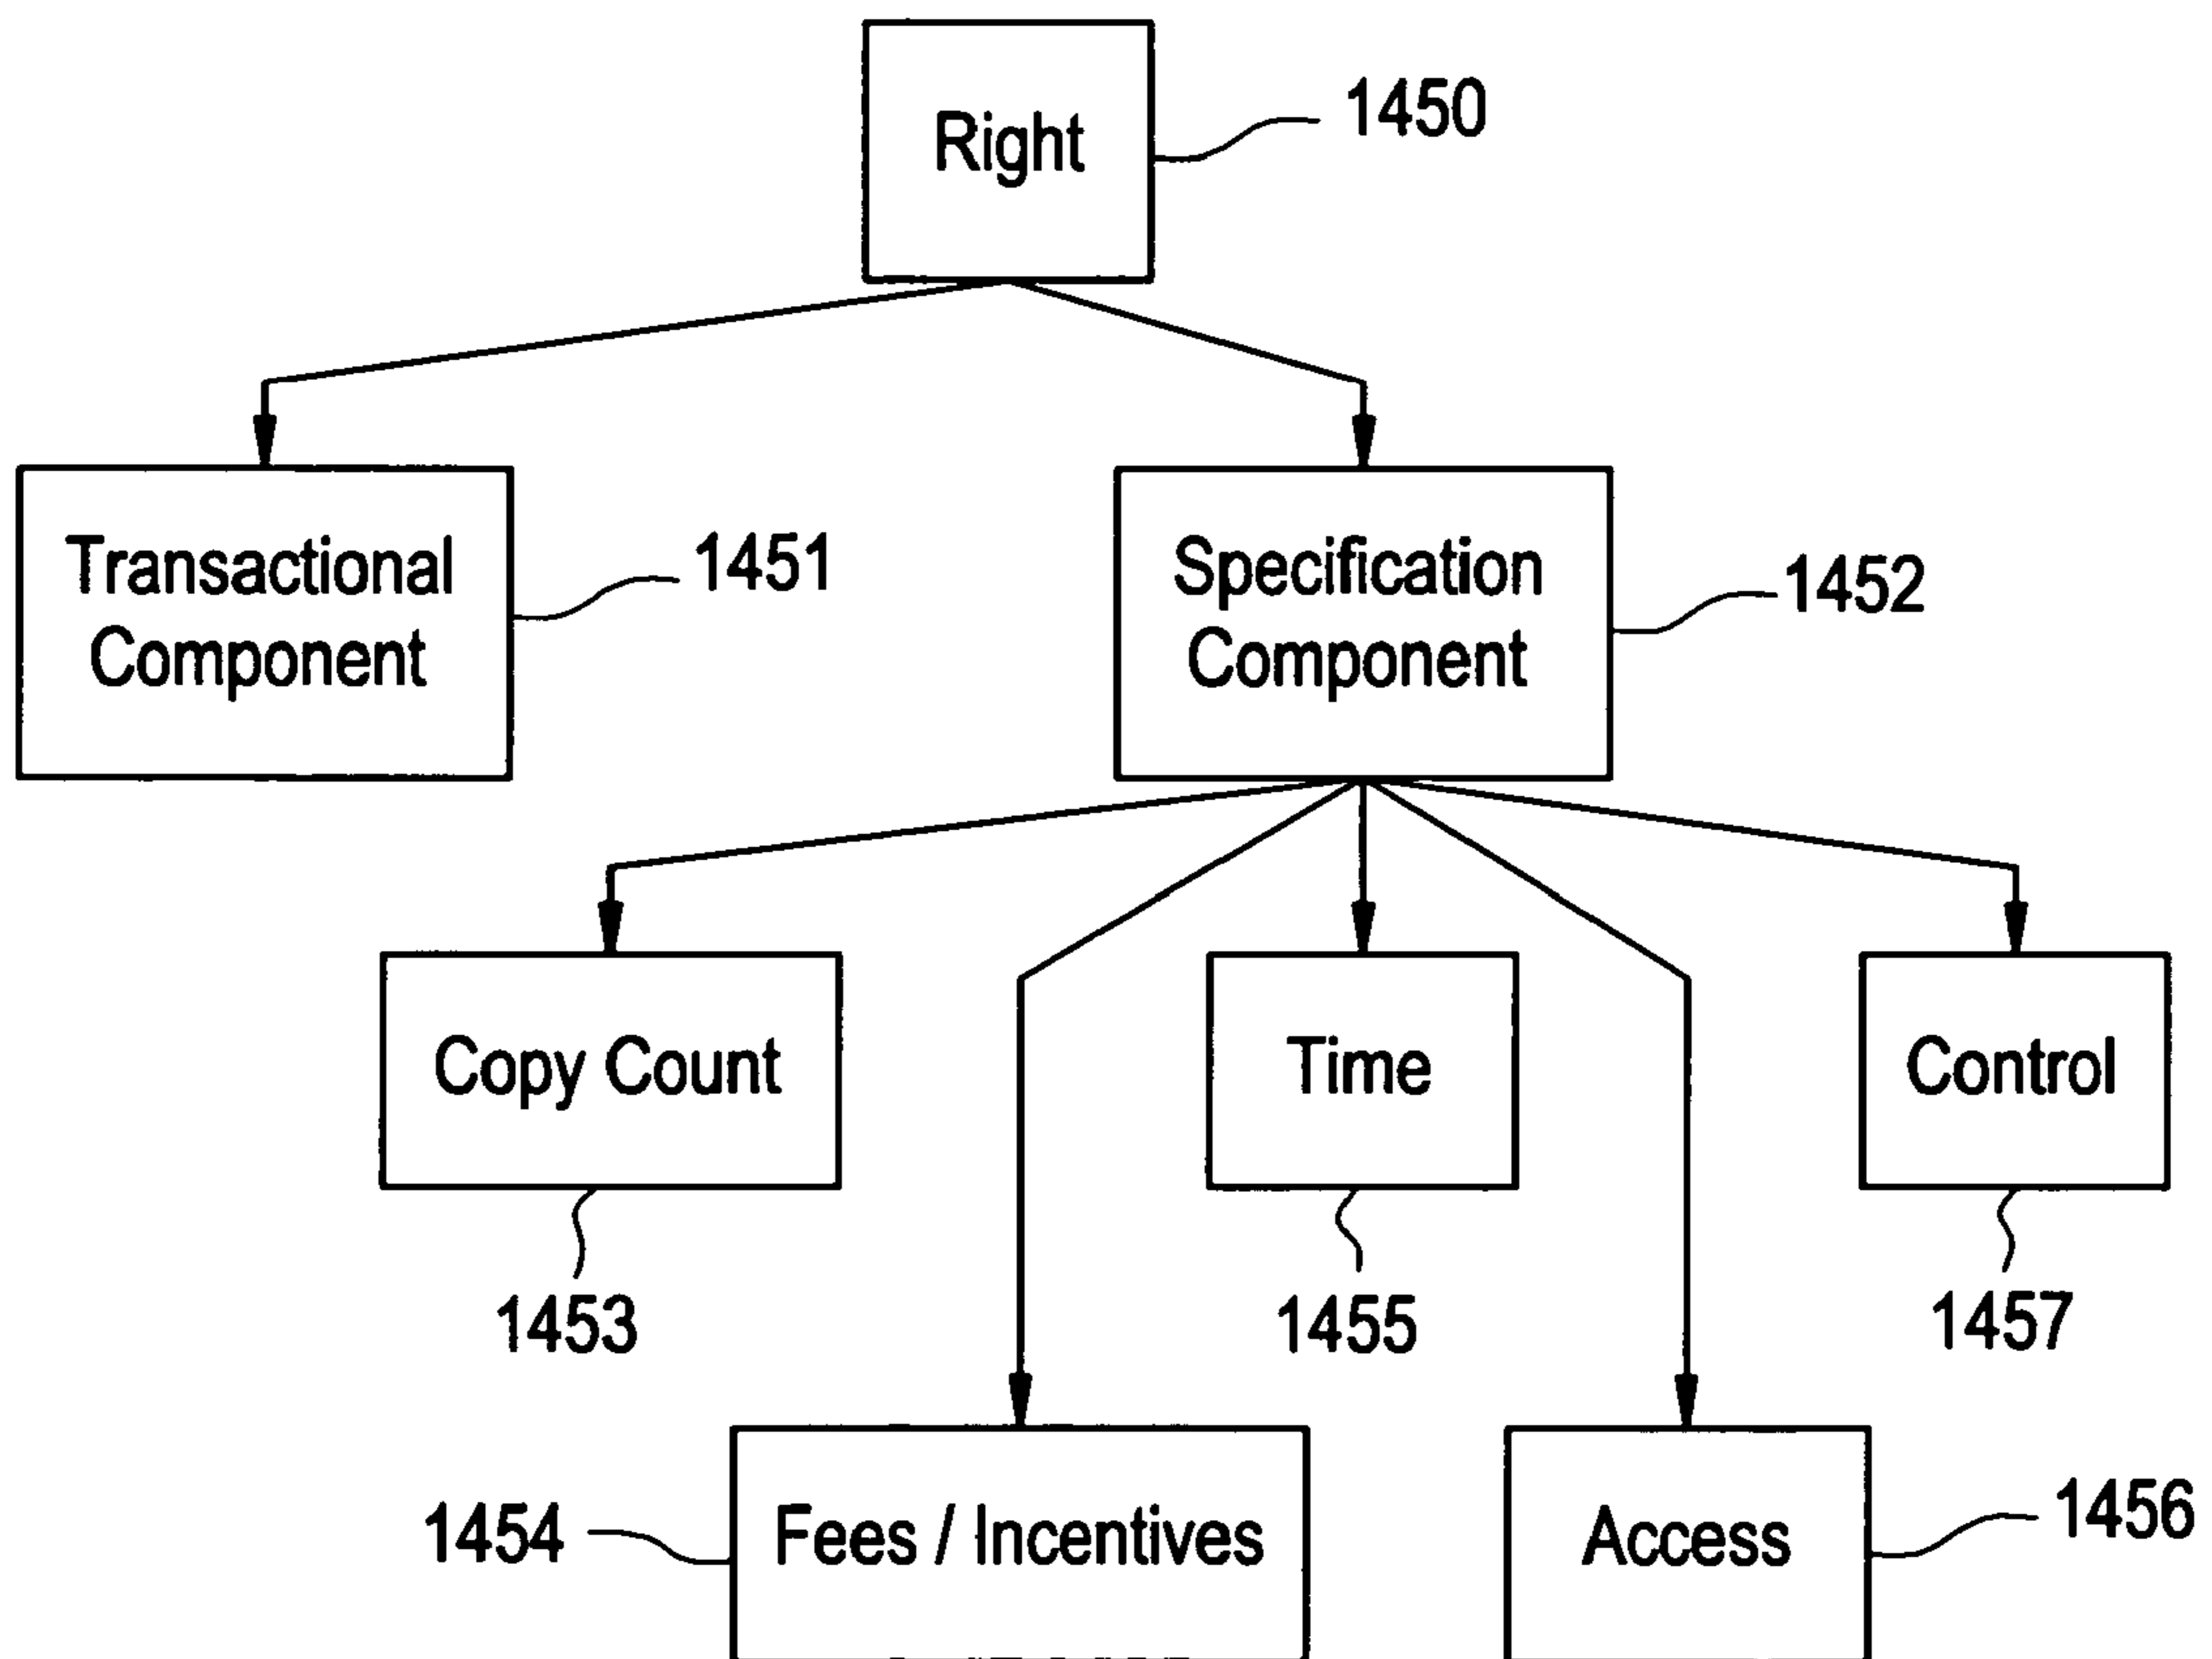 Right
1450
Transactional
Component
1451
Specification
Component
1452
Copy Count
1453
Time
1455
Control
1457
1454
Fees / Incentives
Access
1456